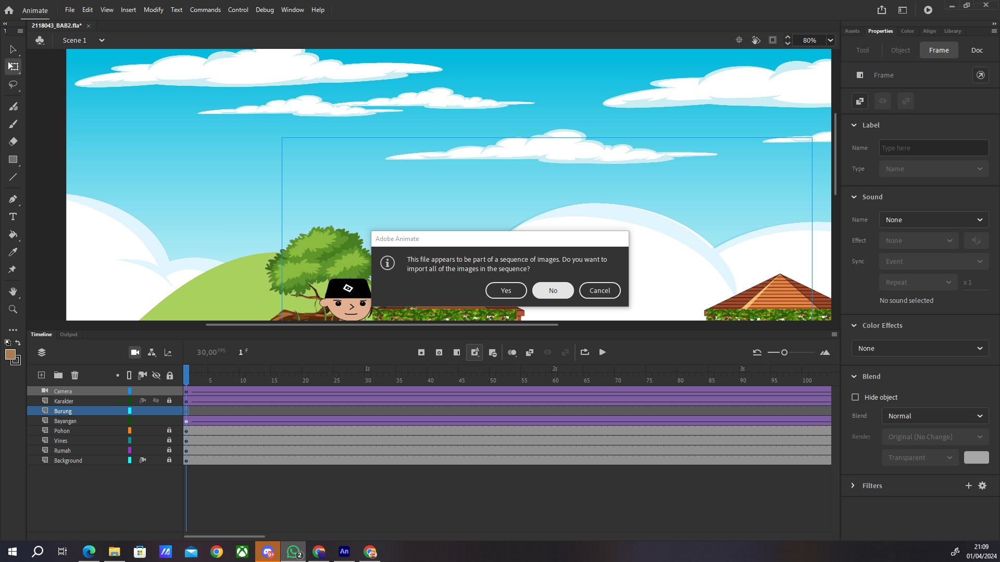 Animate
File Edit View Insert Modify Text Commands Control Debug Window Help
2118043_BAB2.fla*
Scene 1
80%
Assets Properties Color Align Library
Tool Object Frame Doc
Frame
Label
Name Type here
Type Name
Sound
Name None
Effect None
Sync Event
Repeat x 1
No sound selected
Color Effects
None
Blend
Hide object
Blend Normal
Render Original (No Change)
Transparent
Filters
Adobe Animate
This file appears to be part of a sequence of images. Do you want to
import all of the images in the sequence?
Yes No Cancel
Timeline Output
30,00 FPS 1 F
1s 2s 3s
5 10 15 20 25 30 35 40 45 50 55 60 65 70 75 80 85 90 95 100
Camera
Karakter
Burung
Bayangan
Pohon
Vines
Rumah
Background
9+
2
An
21:09
01/04/2024